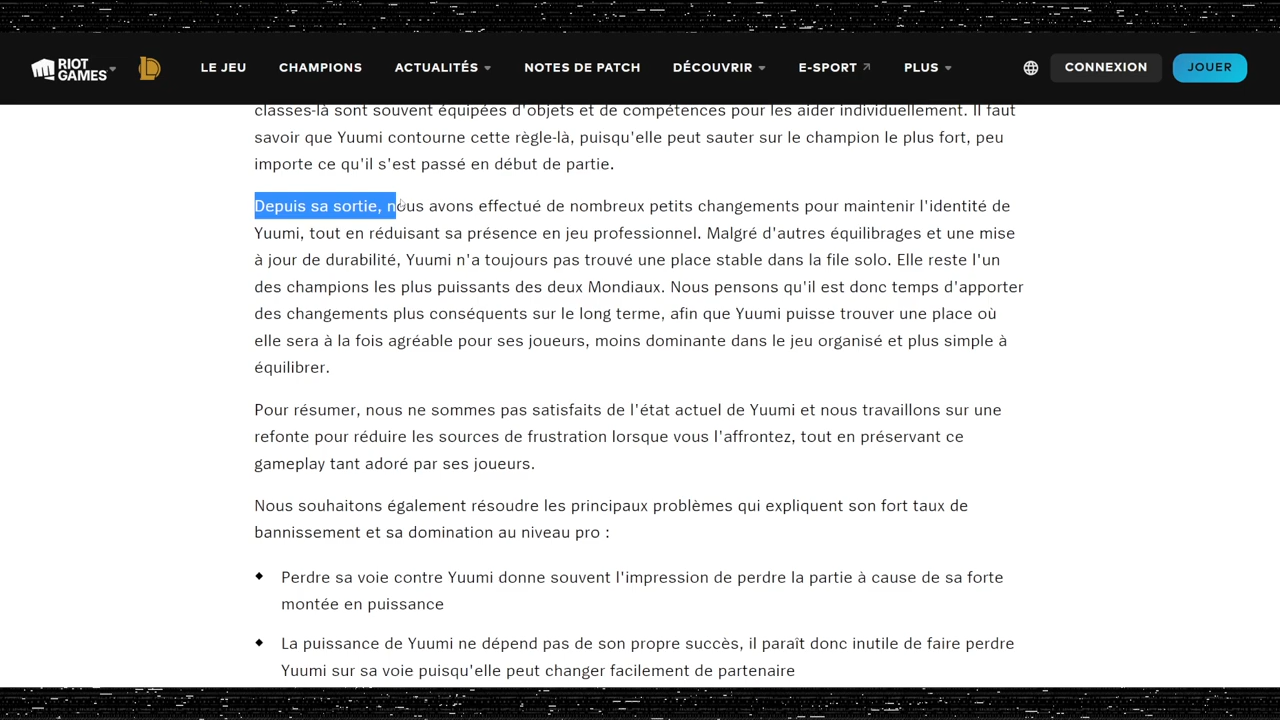 RIOT GAMES
LE JEU
CHAMPIONS
ACTUALITÉS
NOTES DE PATCH
DÉCOUVRIR
E-SPORT
PLUS
CONNEXION
JOUER
classes-là sont souvent équipées d'objets et de compétences pour les aider individuellement. Il faut
savoir que Yuumi contourne cette règle-là, puisqu'elle peut sauter sur le champion le plus fort, peu
importe ce qu'il s'est passé en début de partie.
Depuis sa sortie, nous avons effectué de nombreux petits changements pour maintenir l'identité de
Yuumi, tout en réduisant sa présence en jeu professionnel. Malgré d'autres équilibrages et une mise
à jour de durabilité, Yuumi n'a toujours pas trouvé une place stable dans la file solo. Elle reste l'un
des champions les plus puissants des deux Mondiaux. Nous pensons qu'il est donc temps d'apporter
des changements plus conséquents sur le long terme, afin que Yuumi puisse trouver une place où
elle sera à la fois agréable pour ses joueurs, moins dominante dans le jeu organisé et plus simple à
équilibrer.
Pour résumer, nous ne sommes pas satisfaits de l'état actuel de Yuumi et nous travaillons sur une
refonte pour réduire les sources de frustration lorsque vous l'affrontez, tout en préservant ce
gameplay tant adoré par ses joueurs.
Nous souhaitons également résoudre les principaux problèmes qui expliquent son fort taux de
bannissement et sa domination au niveau pro :
Perdre sa voie contre Yuumi donne souvent l'impression de perdre la partie à cause de sa forte
montée en puissance
La puissance de Yuumi ne dépend pas de son propre succès, il paraît donc inutile de faire perdre
Yuumi sur sa voie puisqu'elle peut changer facilement de partenaire